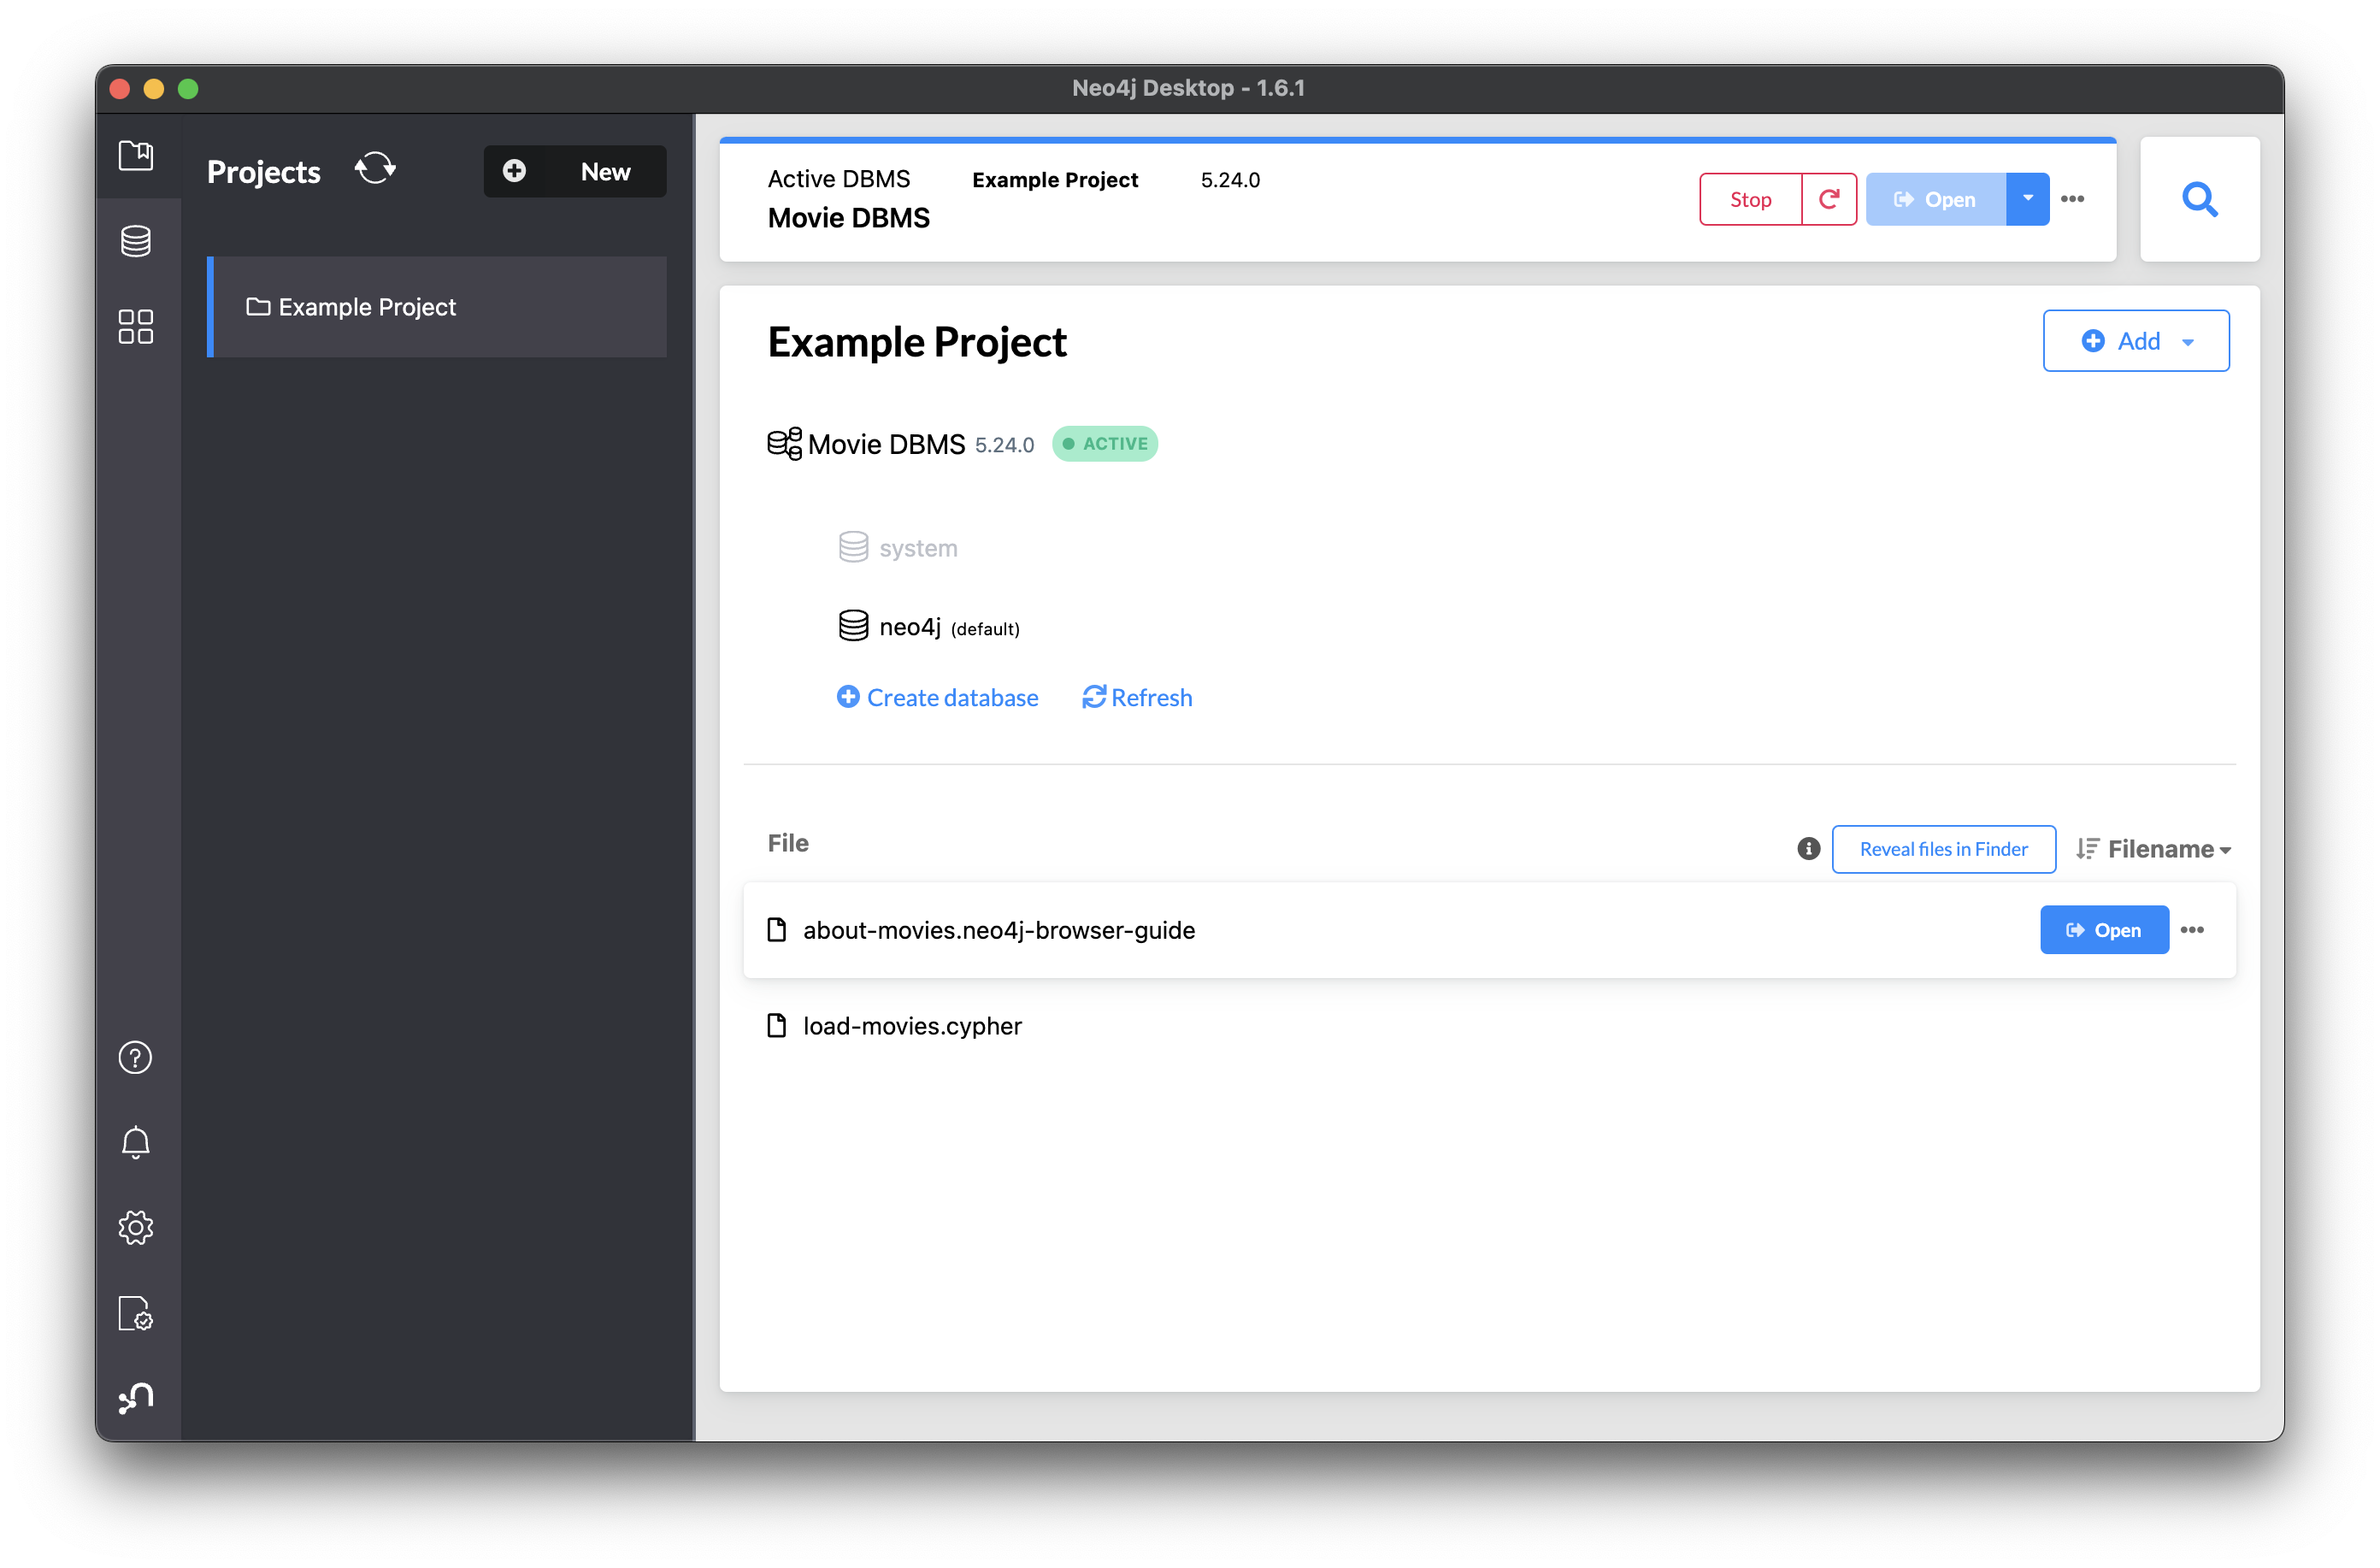 Neo4j Desktop - 1.6.1
Projects
New
Example Project
Active DBMS
Example Project
5.24.0
Movie DBMS
Stop
Open
Example Project
Add
Movie DBMS 5.24.0 ACTIVE
system
neo4j (default)
Create database
Refresh
File
Reveal files in Finder
Filename
about-movies.neo4j-browser-guide
Open
load-movies.cypher